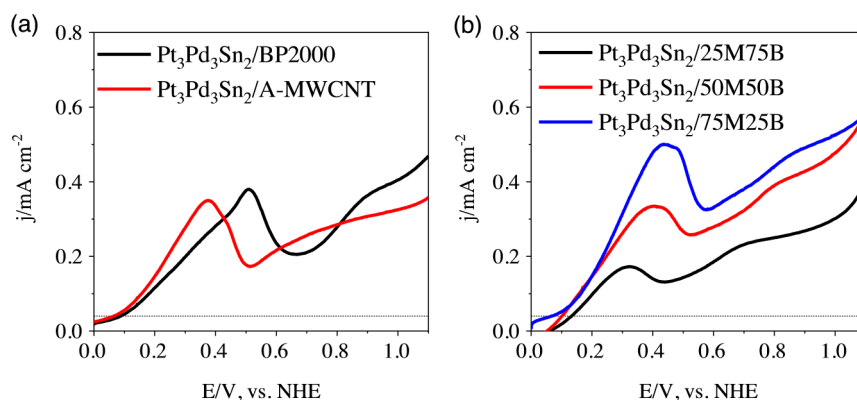 (a)
0.8
0.6
0.4
0.2
0.0
j/mA cm⁻²
Pt₃Pd₃Sn₂/BP2000
Pt₃Pd₃Sn₂/A-MWCNT
0.0 0.2 0.4 0.6 0.8 1.0
E/V, vs. NHE
(b)
0.8
0.6
0.4
0.2
0.0
j/mA cm⁻²
Pt₃Pd₃Sn₂/25M75B
Pt₃Pd₃Sn₂/50M50B
Pt₃Pd₃Sn₂/75M25B
0.0 0.2 0.4 0.6 0.8 1.0
E/V, vs. NHE